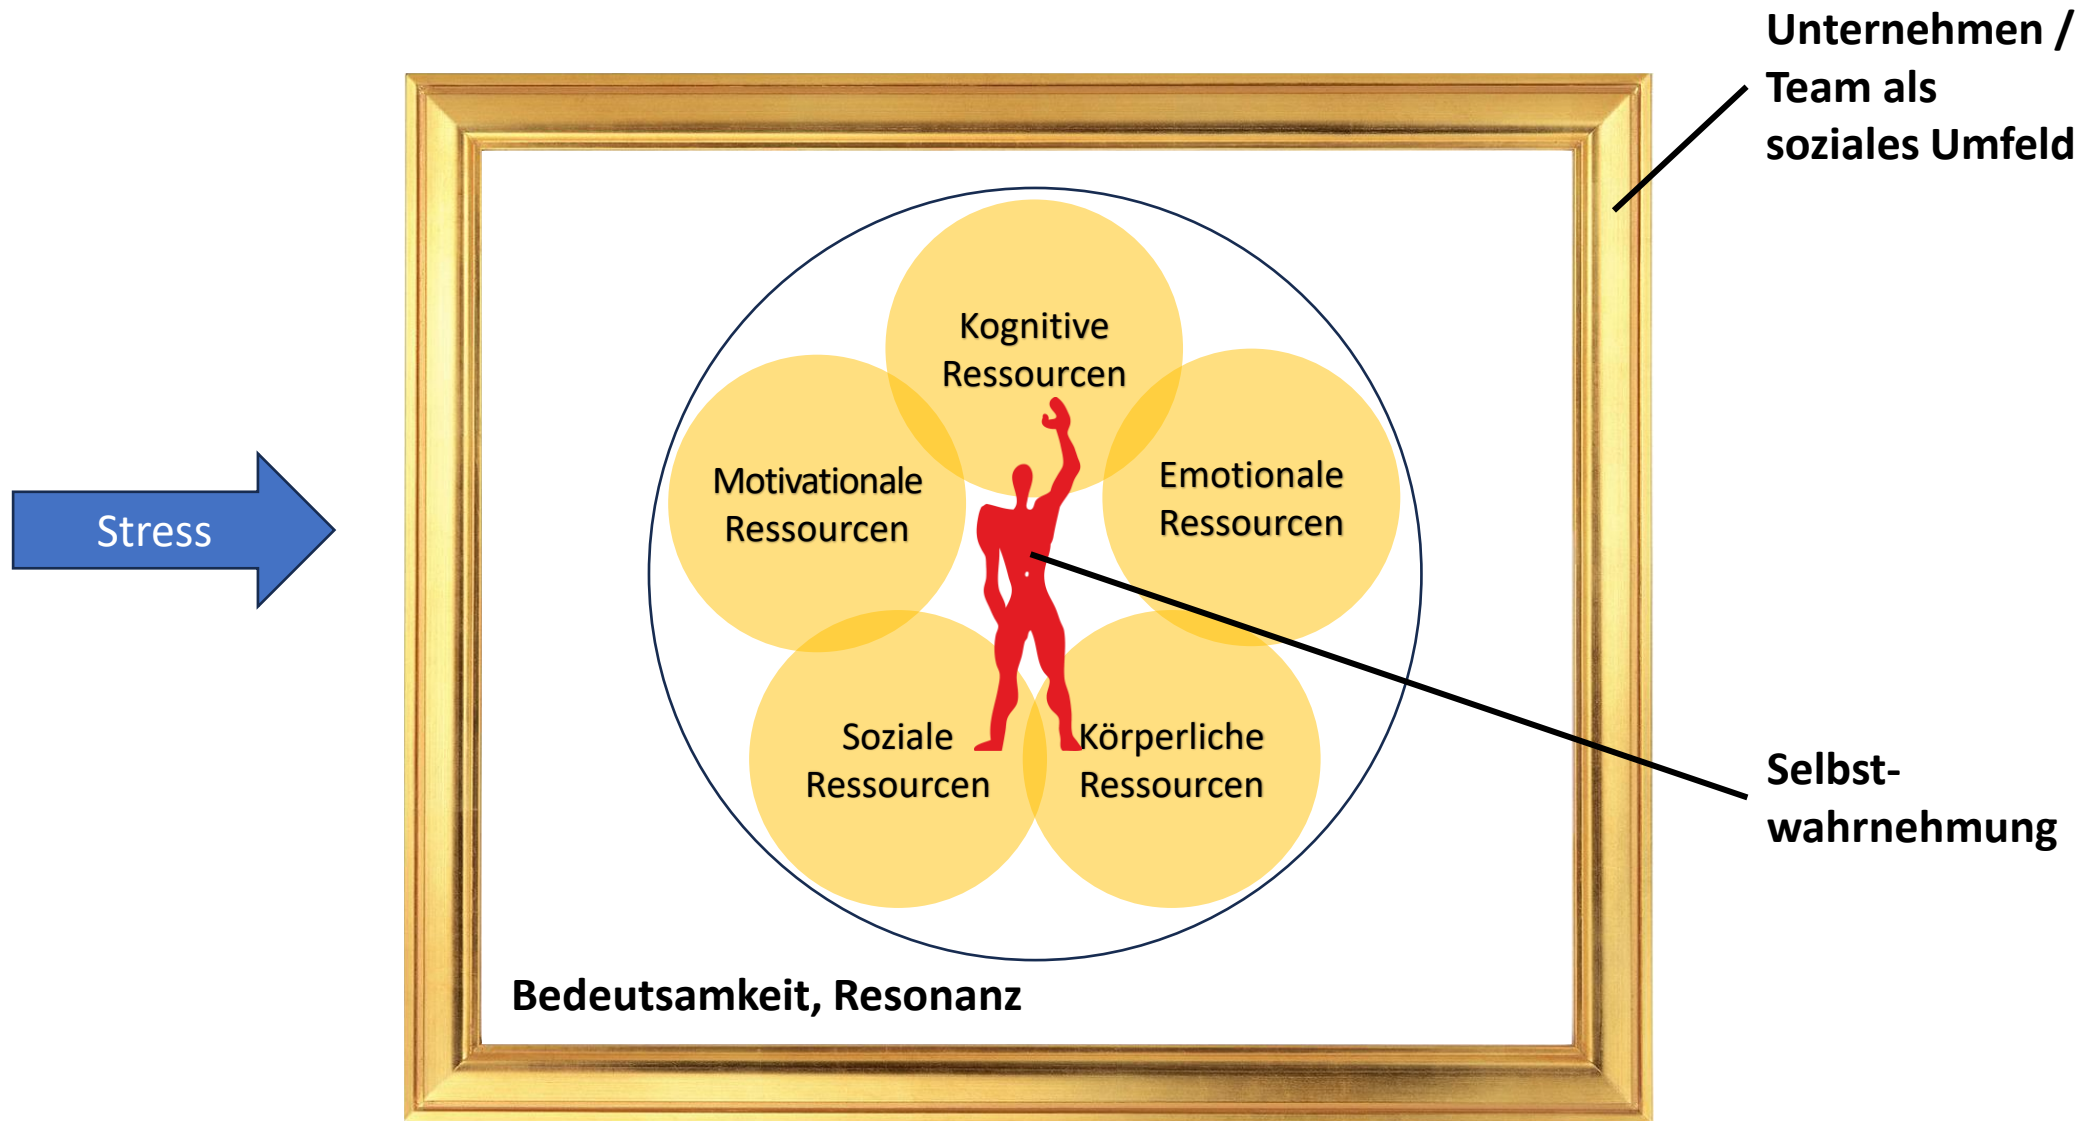 Unternehmen /
Team als
soziales Umfeld
Kognitive
Ressourcen
Motivationale
Ressourcen
Emotionale
Ressourcen
Stress
Soziale
Ressourcen
Körperliche
Ressourcen
Selbst-
wahrnehmung
Bedeutsamkeit, Resonanz